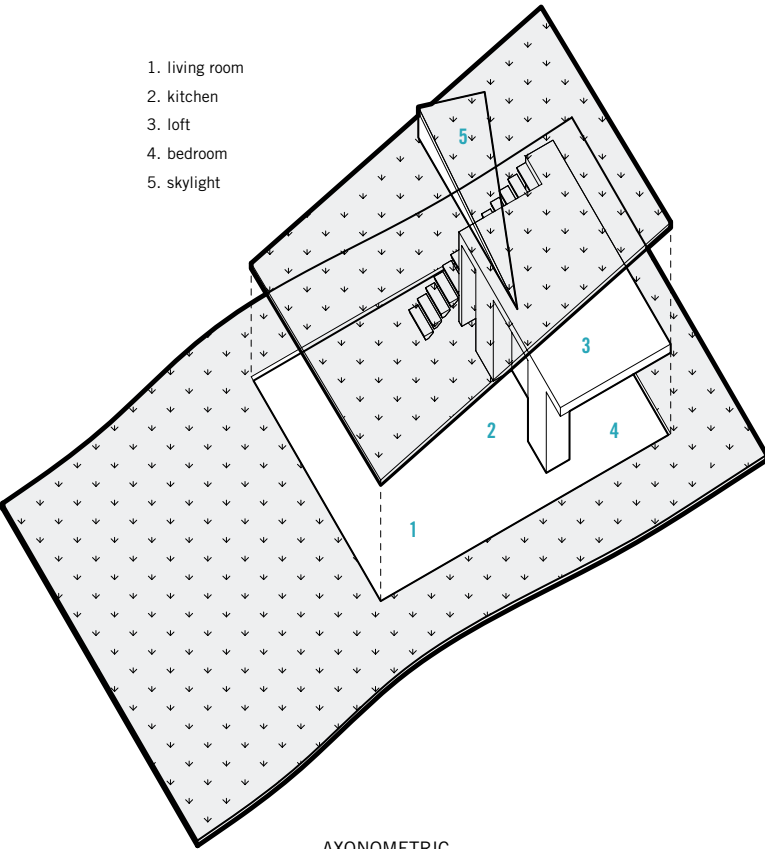 1. living room
2. kitchen
3. loft
4. bedroom
5. skylight
5
3
2
4
1
AXONOMETRIC